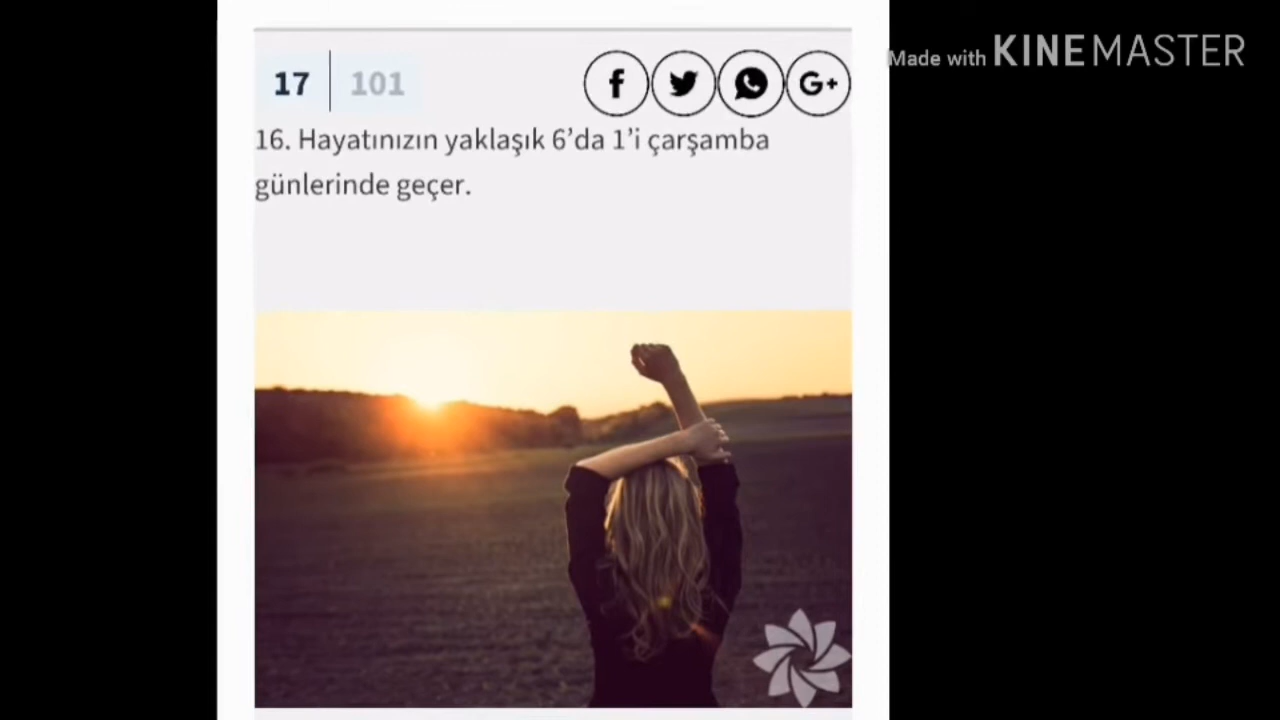 Made with KINEMASTER
17 101
16. Hayatınızın yaklaşık 6’da 1’i çarşamba
günlerinde geçer.